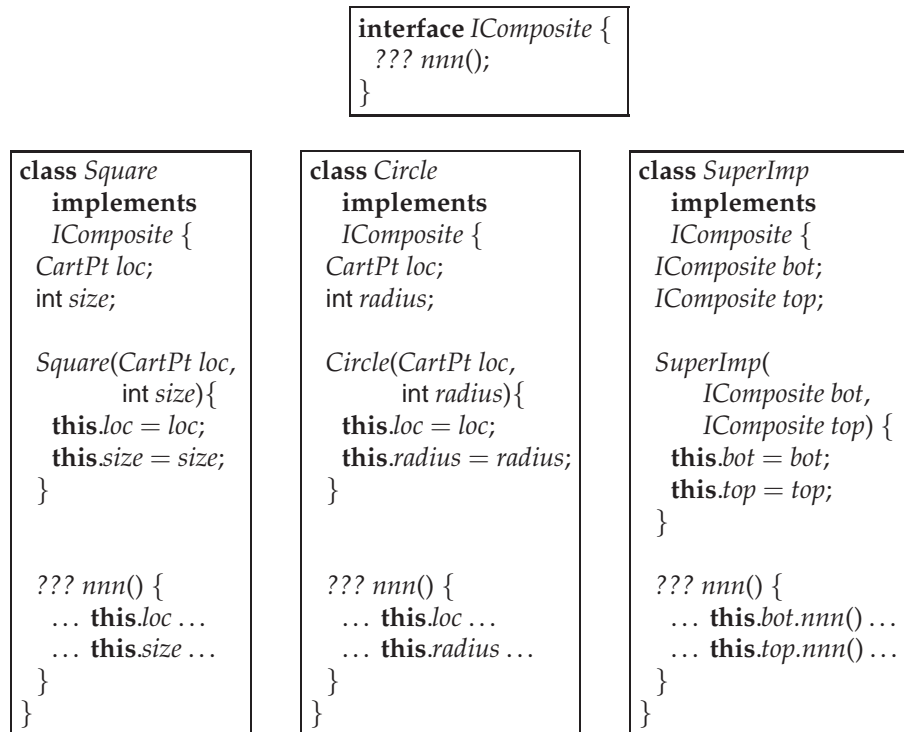 interface IComposite {
??? nnn();
}
class Square
implements
IComposite {
CartPt loc;
int size;
Square(CartPt loc,
int size){
this.loc = loc;
this.size = size;
}
??? nnn() {
... this.loc ...
... this.size ...
}
}
class Circle
implements
IComposite {
CartPt loc;
int radius;
Circle(CartPt loc,
int radius){
this.loc = loc;
this.radius = radius;
}
??? nnn() {
... this.loc ...
... this.radius ...
}
}
class SuperImp
implements
IComposite {
IComposite bot;
IComposite top;
SuperImp(
IComposite bot,
IComposite top) {
this.bot = bot;
this.top = top;
}
??? nnn() {
... this.bot.nnn() ...
... this.top.nnn() ...
}
}